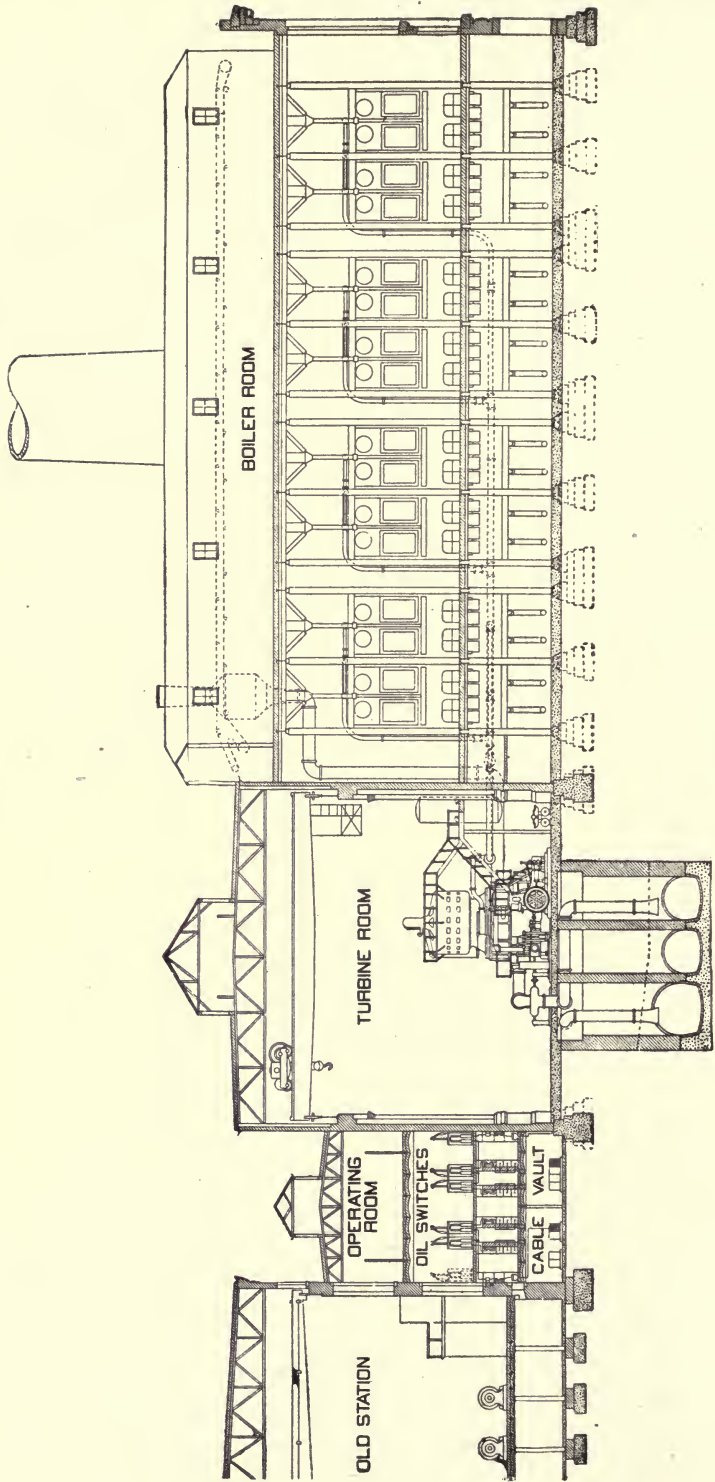 OLD STATION
OPERATING
ROOM
OIL SWITCHES
CABLE VAULT
TURBINE ROOM
BOILER ROOM